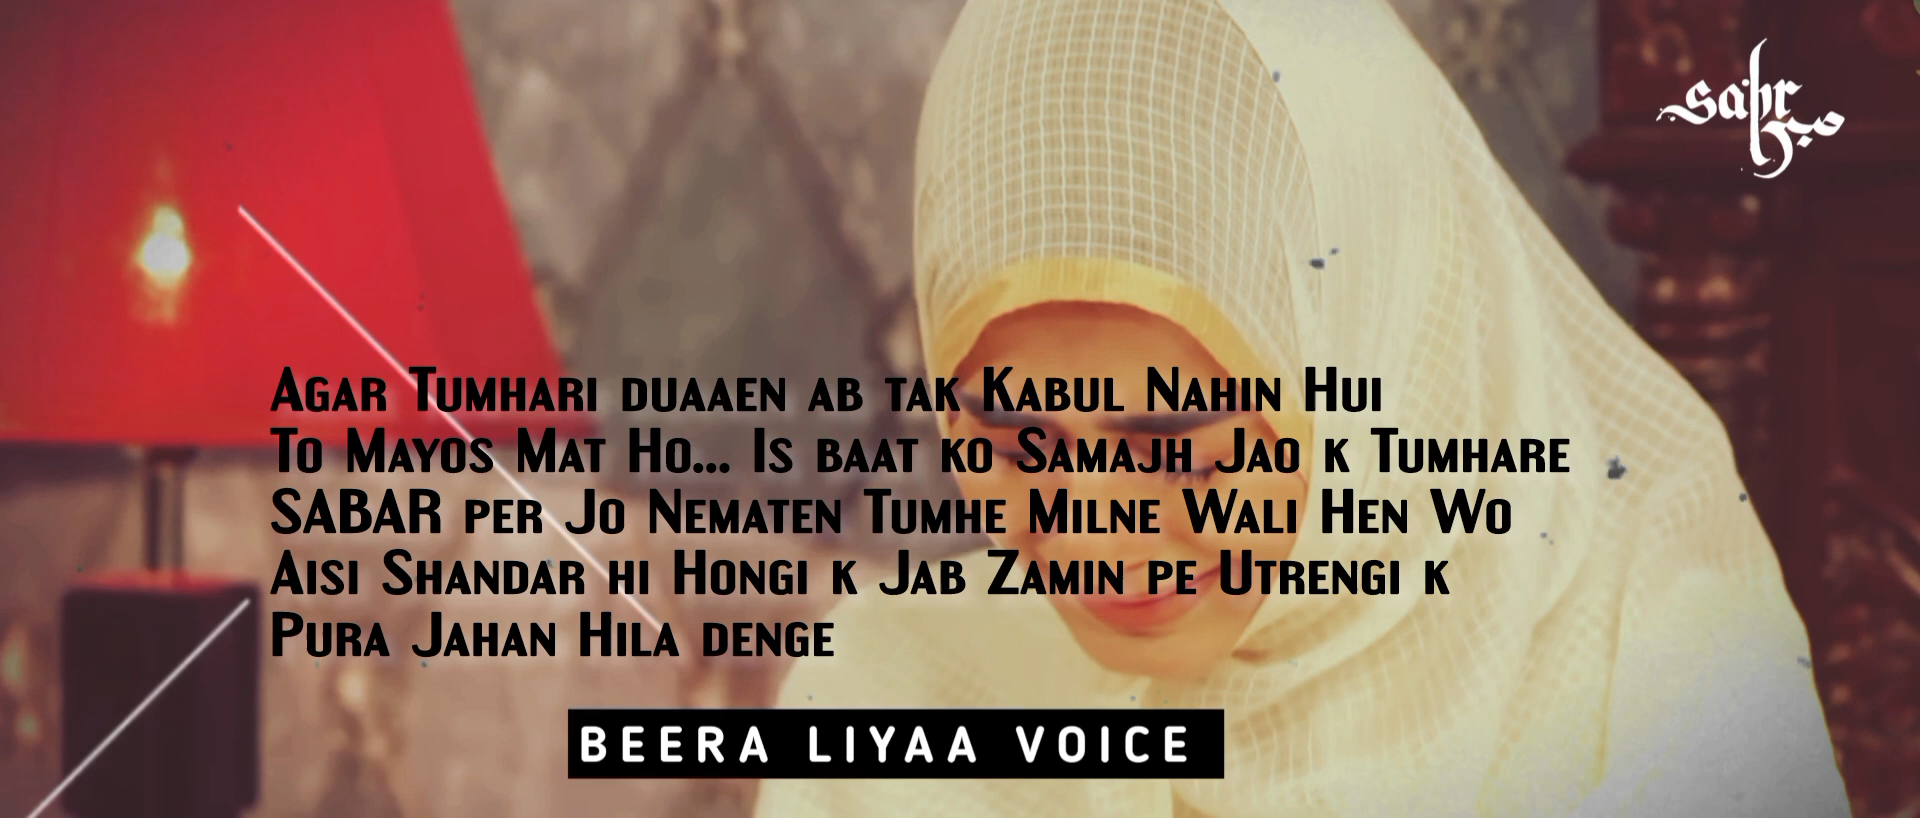 sabr
صبر
Agar Tumhari duaaen ab tak Kabul Nahin Hui
To Mayos Mat Ho... Is baat ko Samajh Jao k Tumhare
SABAR per Jo Nematen Tumhe Milne Wali Hen Wo
Aisi Shandar hi Hongi k Jab Zamin pe Utrengi k
Pura Jahan Hila denge
BEERA LIYAA VOICE